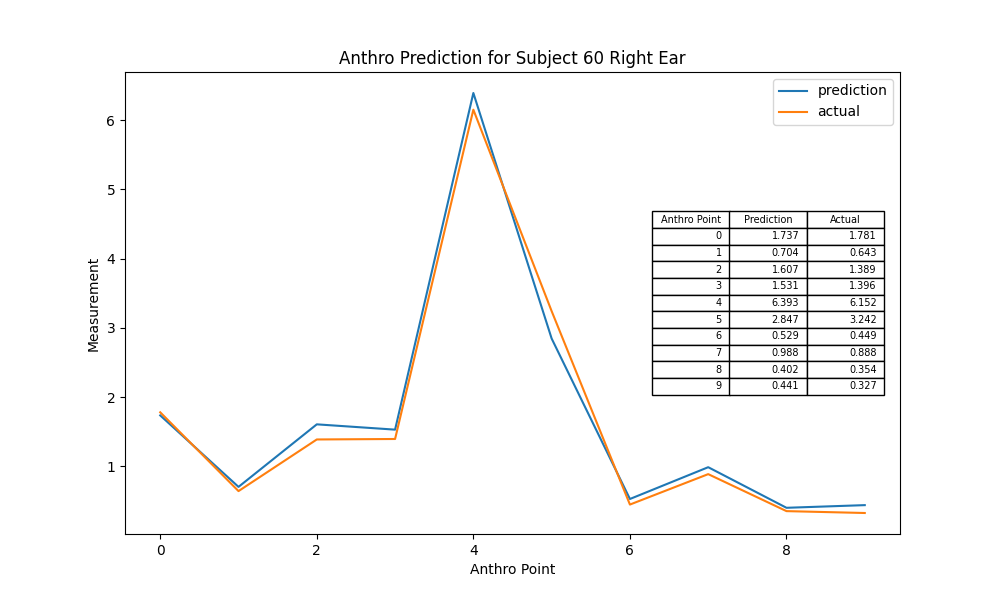 Anthro Prediction for Subject 60 Right Ear
prediction
actual
6
5
4
3
2
1
Measurement
Anthro Point Prediction Actual
0 1.737 1.781
1 0.704 0.643
2 1.607 1.389
3 1.531 1.396
4 6.393 6.152
5 2.847 3.242
6 0.529 0.449
7 0.988 0.888
8 0.402 0.354
9 0.441 0.327
0 2 4 6 8
Anthro Point